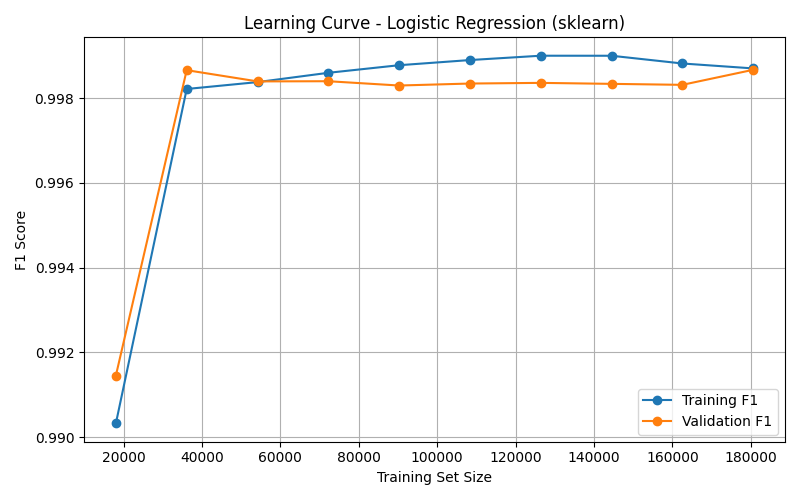 Learning Curve - Logistic Regression (sklearn)
F1 Score
0.998
0.996
0.994
0.992
0.990
Training F1
Validation F1
20000 40000 60000 80000 100000 120000 140000 160000 180000
Training Set Size